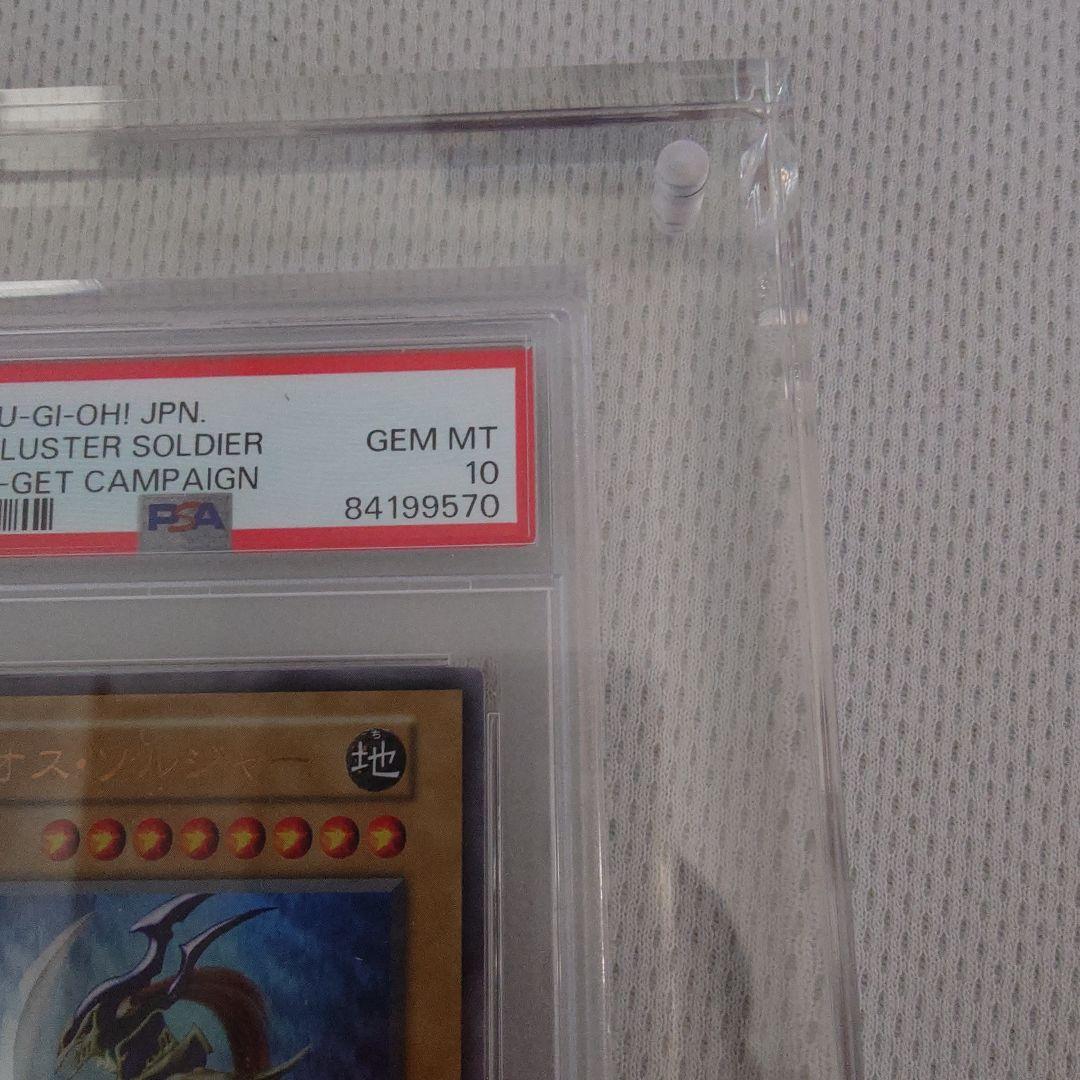 U-GI-OH! JPN.
LUSTER SOLDIER
-GET CAMPAIGN
GEM MT
10
84199570
PSA
オス・ソルジャー
ち
地